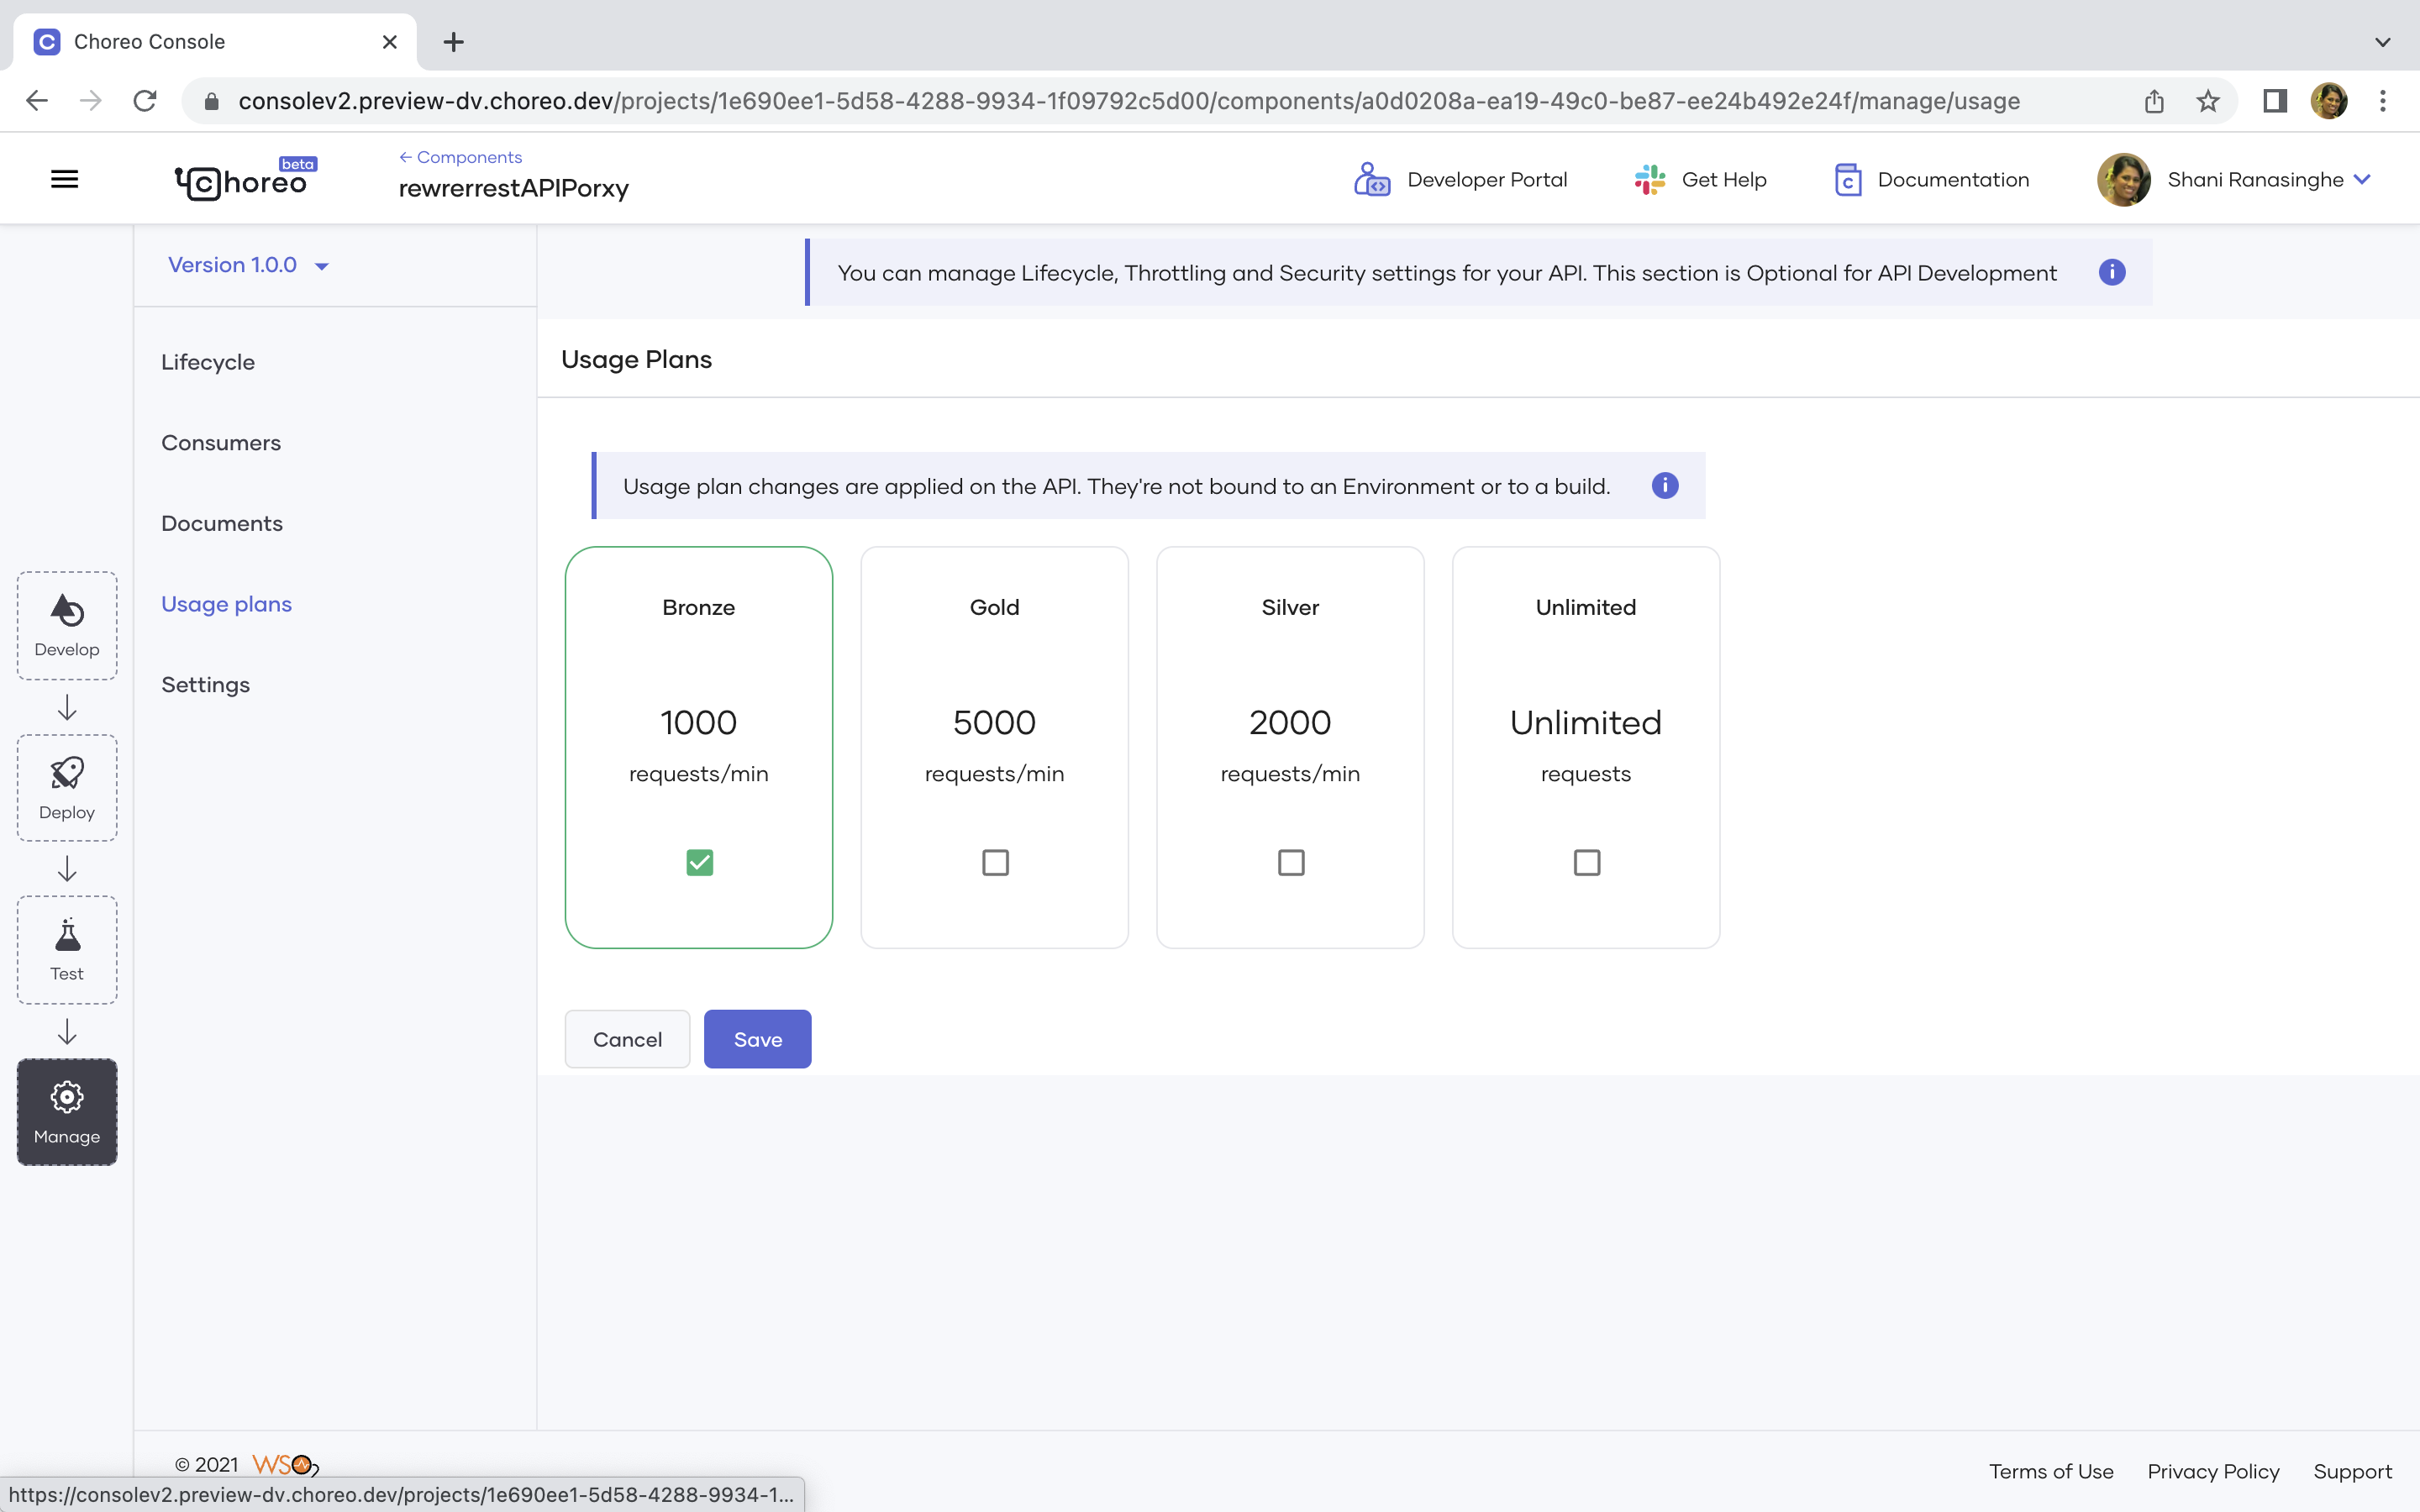 Choreo Console
consolev2.preview-dv.choreo.dev/projects/1e690ee1-5d58-4288-9934-1f09792c5d00/components/a0d0208a-ea19-49c0-be87-ee24b492e24f/manage/usage
Choreo beta
← Components
rewrerrestAPIPorxy
Developer Portal
Get Help
Documentation
Shani Ranasinghe
Version 1.0.0
You can manage Lifecycle, Throttling and Security settings for your API. This section is Optional for API Development
Lifecycle
Consumers
Documents
Usage plans
Settings
Develop
Deploy
Test
Manage
Usage Plans
Usage plan changes are applied on the API. They're not bound to an Environment or to a build.
Bronze
1000
requests/min
Gold
5000
requests/min
Silver
2000
requests/min
Unlimited
Unlimited
requests
Cancel
Save
© 2021 WSO2
Terms of Use
Privacy Policy
Support
https://consolev2.preview-dv.choreo.dev/projects/1e690ee1-5d58-4288-9934-1...